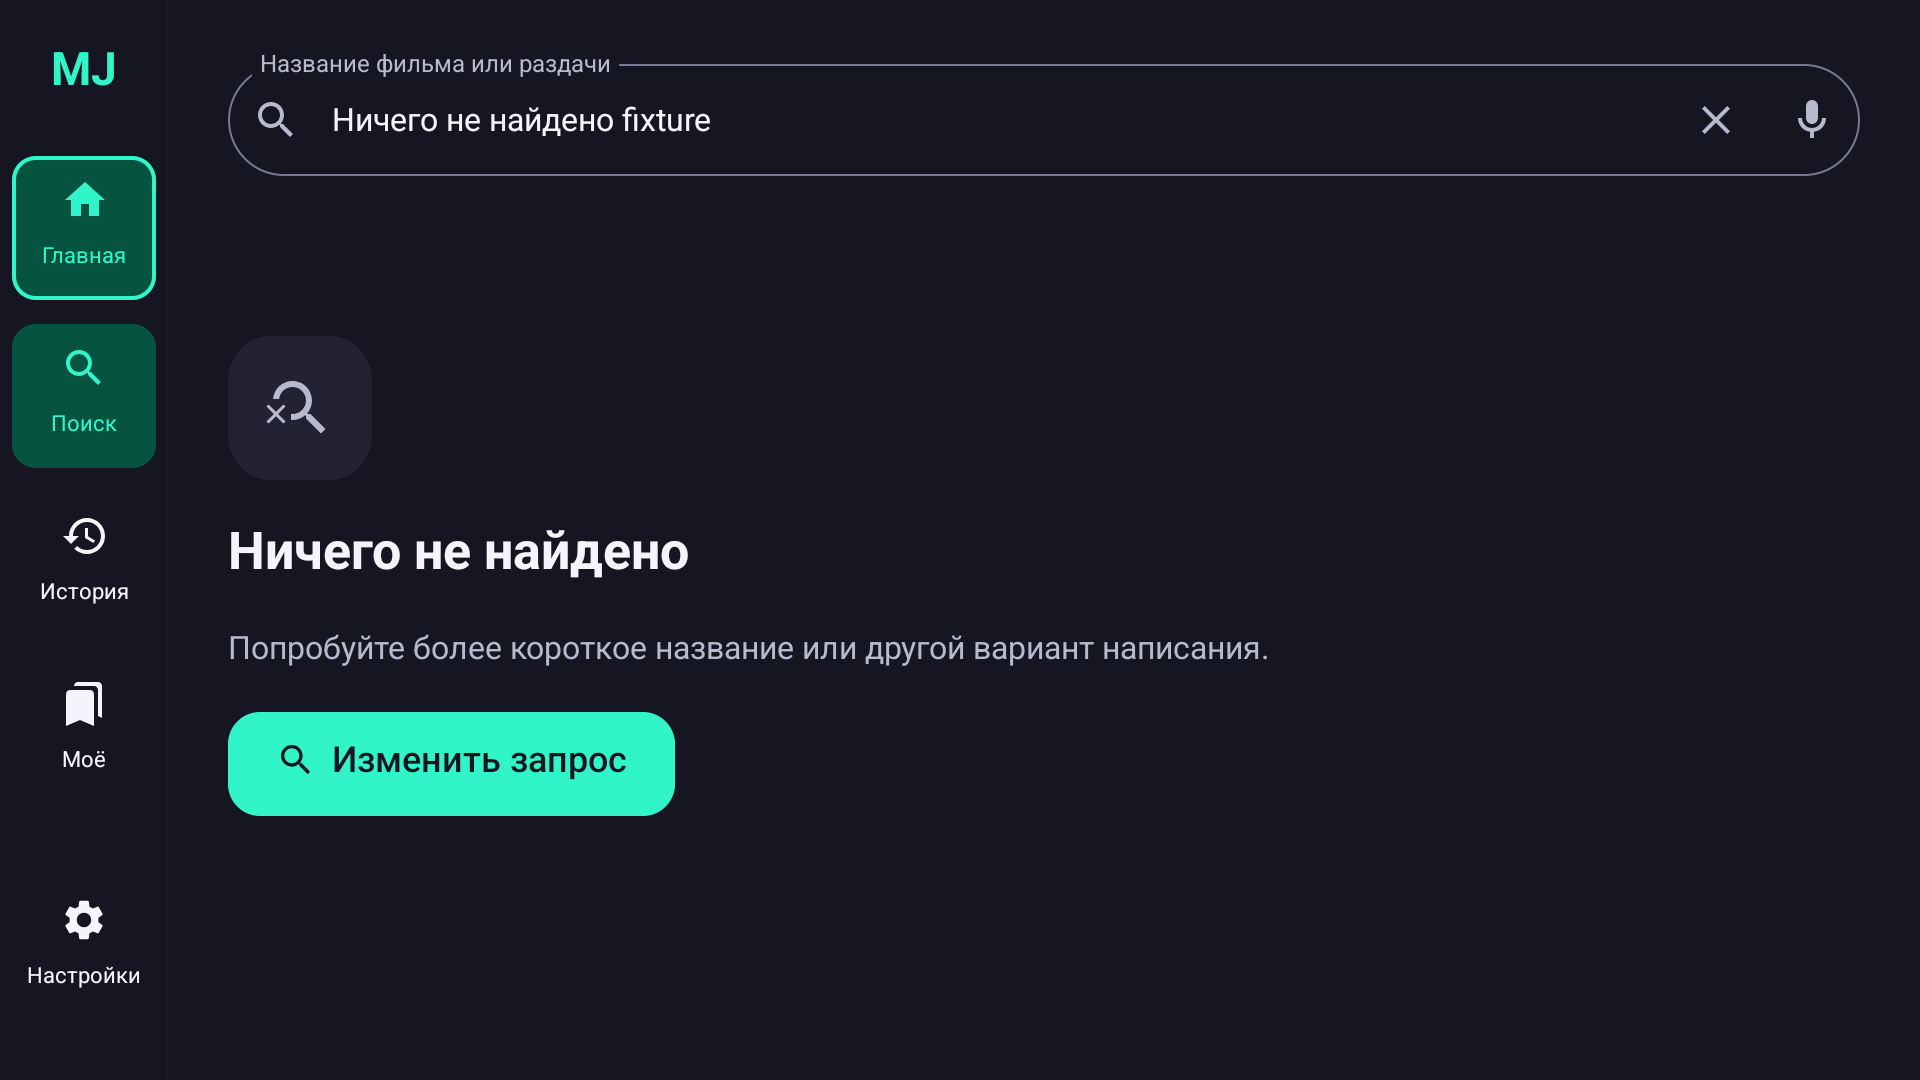 MJ
Главная
Поиск
История
Моё
Настройки
Название фильма или раздачи
Ничего не найдено fixture
Ничего не найдено
Попробуйте более короткое название или другой вариант написания.
Изменить запрос